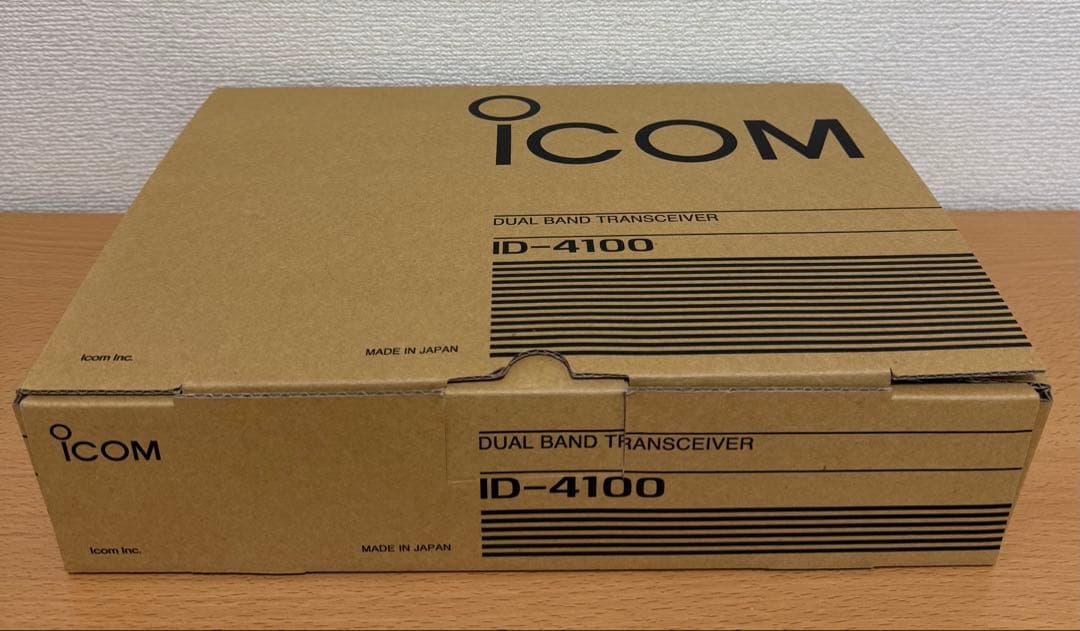 ICOM
DUAL BAND TRANSCEIVER
ID-4100
Icom Inc.
MADE IN JAPAN
ICOM
DUAL BAND TRANSCEIVER
ID-4100
Icom Inc.
MADE IN JAPAN